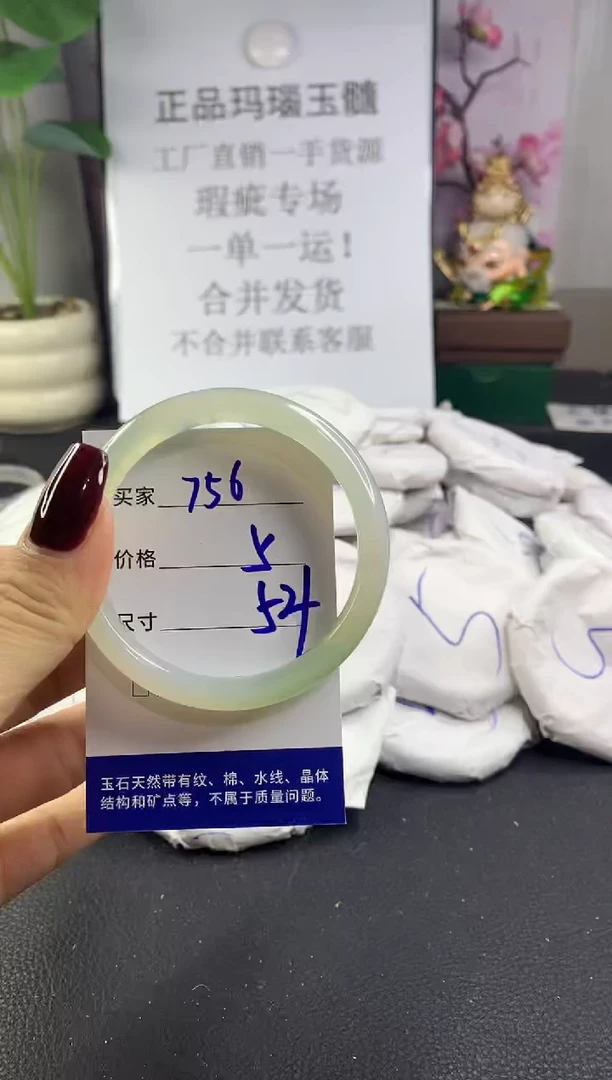 正品玛瑙玉髓
工厂直销一手货源
瑕疵专场
一单一运！
合并发货
不合并联系客服
买家 756
价格 5
尺寸 54
玉石天然带有纹、棉、水线、晶体
结构和矿点等，不属于质量问题。
5
5